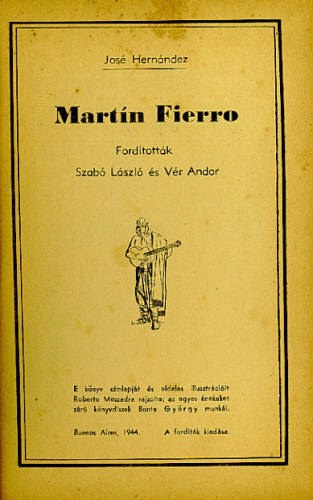 José Hernández
Martín Fierro
Fordították
Szabó László és Vér Andor
E könyv címlapját és oldalas illusztrációit
Roberto Mezzadra rajzolta; az egyes énekeket
záró könyvdíszek Bonta György munkái.
Buenos Aires, 1944. A fordítók kiadása.